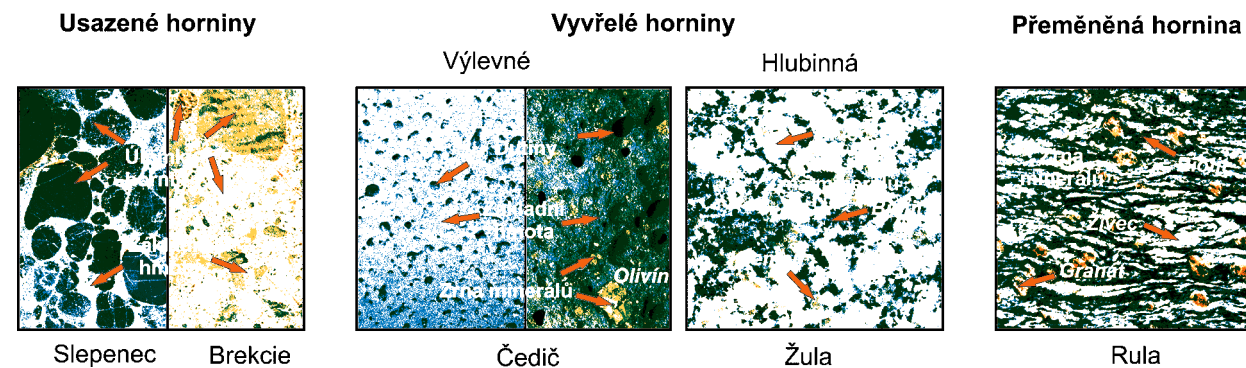 Usazené horniny
Vyvřelé horniny
Přeměněná hornina
Výlevné
Hlubinná
Dutiny
hmota
Olivín
Zrna minerálů
minerálů
Živec
Granát
Slepenec
Brekcie
Čedič
Žula
Rula